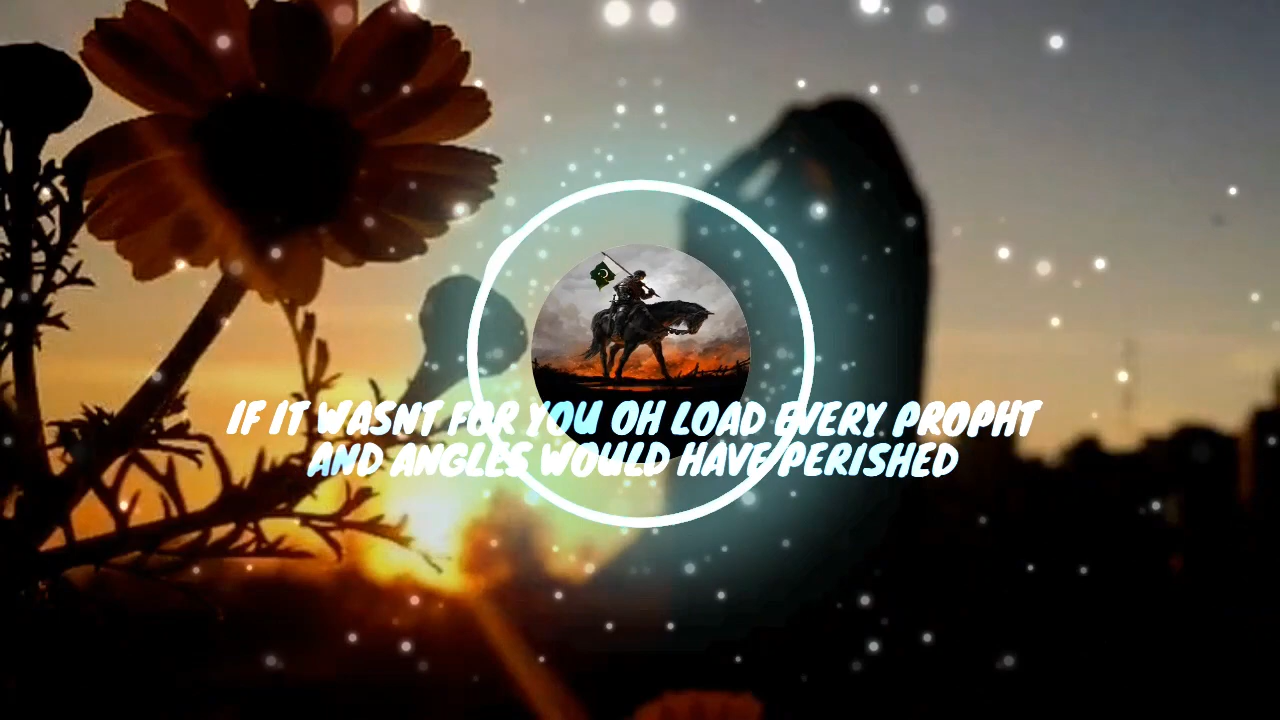 IF IT WASNT FOR YOU OH LOAD EVERY PROPHT
AND ANGLES WOULD HAVE PERISHED